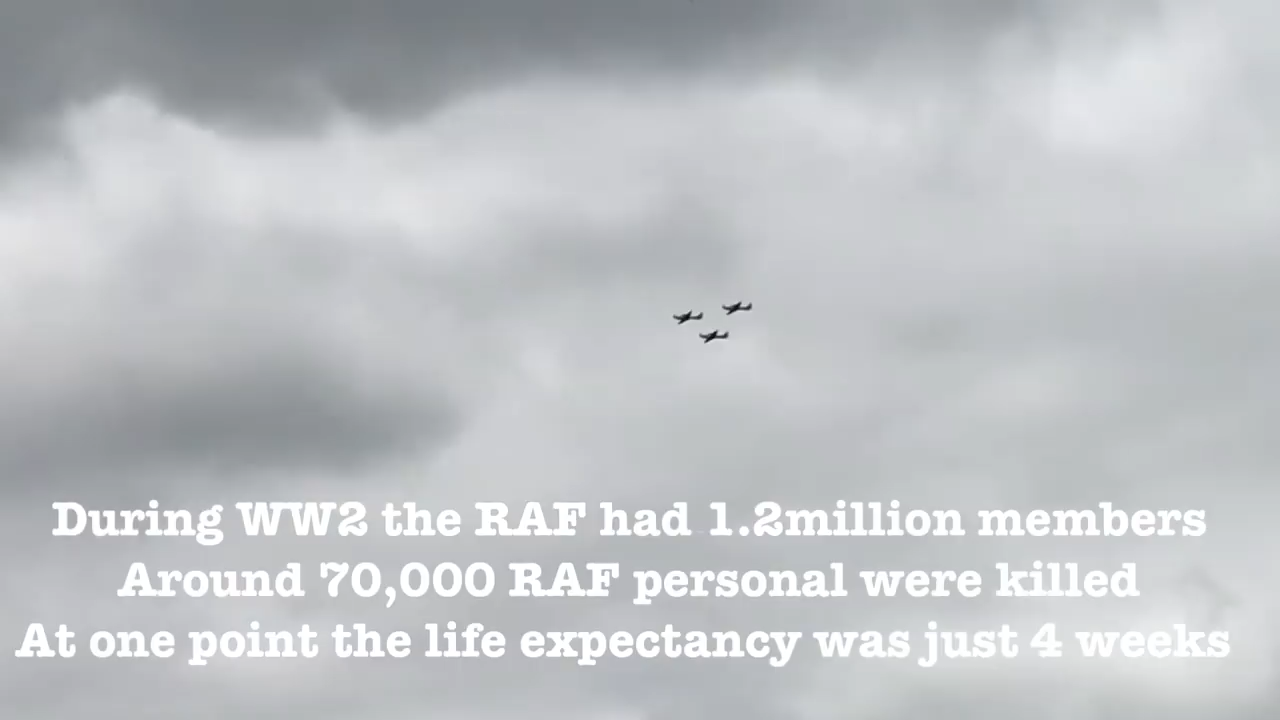 During WW2 the RAF had 1.2million members
Around 70,000 RAF personal were killed
At one point the life expectancy was just 4 weeks